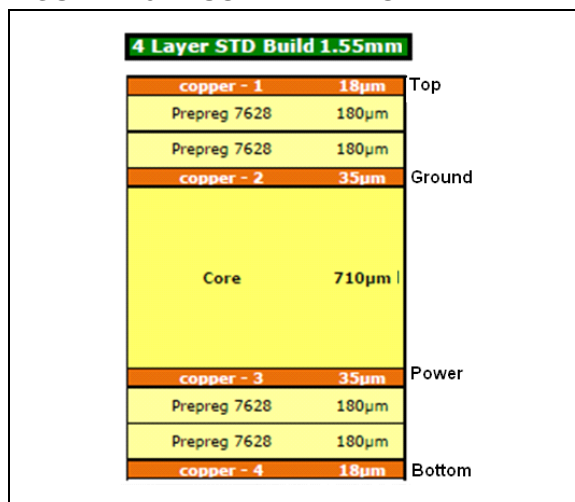 4 Layer STD Build 1.55mm
copper - 1 18µm Top
Prepreg 7628 180µm
Prepreg 7628 180µm
copper - 2 35µm Ground
Core 710µm
copper - 3 35µm Power
Prepreg 7628 180µm
Prepreg 7628 180µm
copper - 4 18µm Bottom